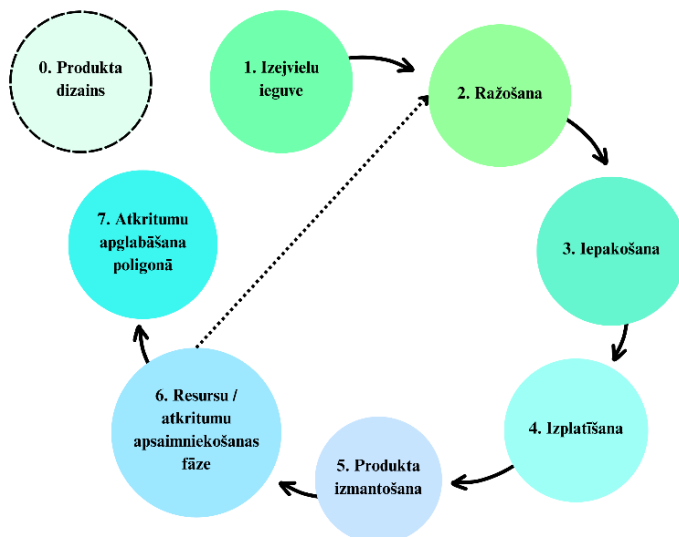 0. Produkta
dizains
1. Izejvielu
ieguve
2. Ražošana
3. Iepakošana
4. Izplatīšana
5. Produkta
izmantošana
6. Resursu /
atkritumu
apsaimniekošanas
fāze
7. Atkritumu
apglabāšana
poligonā